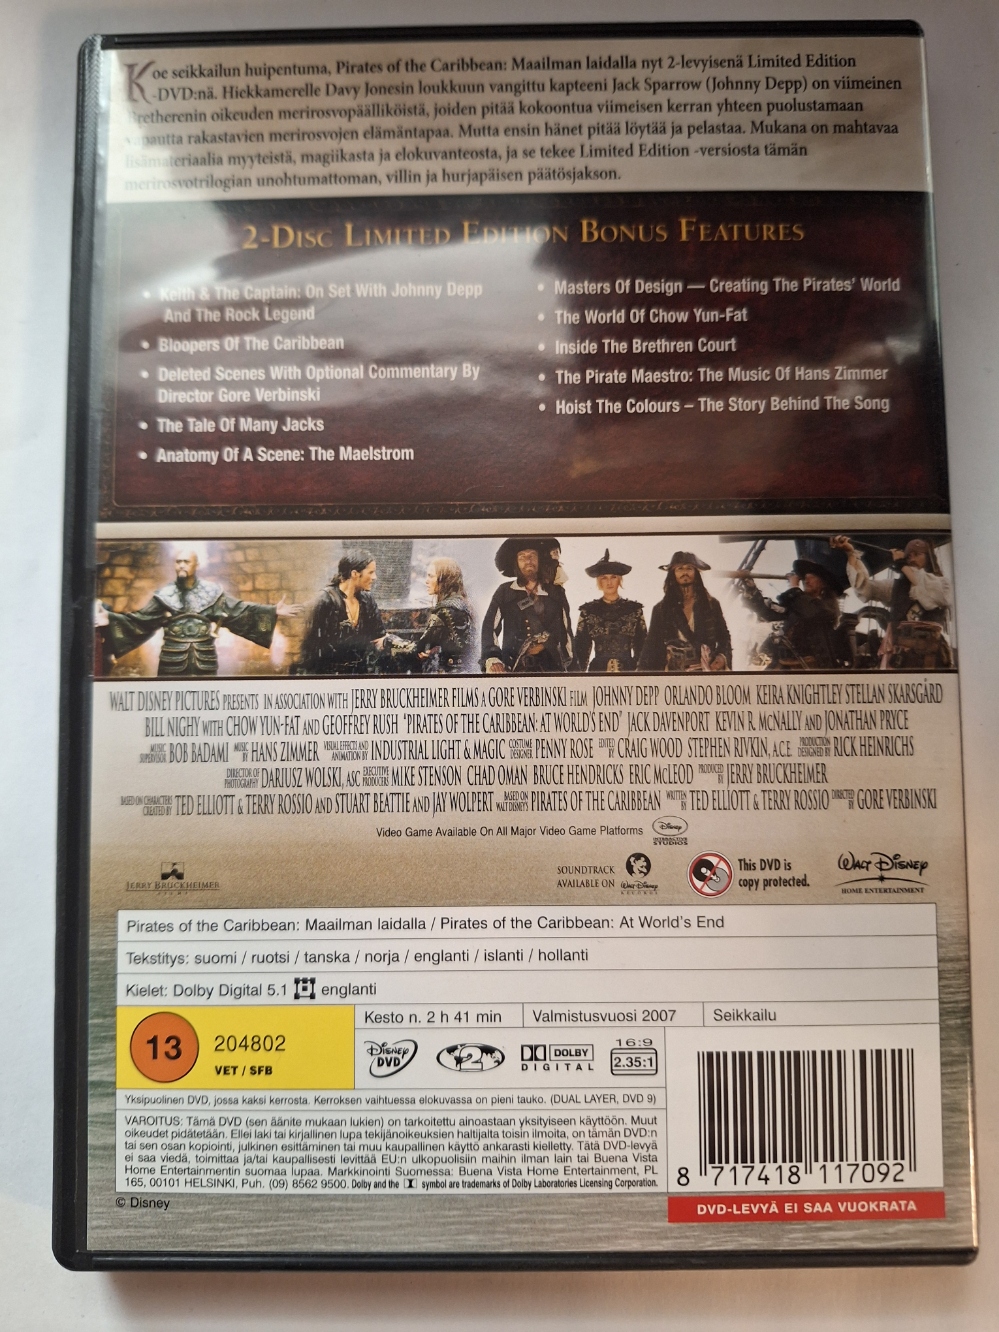 Koe seikkailun huipentuma, Pirates of the Caribbean: Maailman laidalla nyt 2-levyisenä Limited Edition
-DVD:nä. Hiekkamerelle Davy Jonesin loukkuun vangittu kapteeni Jack Sparrow (Johnny Depp) on viimeinen
Bretherenin oikeuden merirosvopäälliköistä, joiden pitää kokoontua viimeisen kerran yhteen puolustamaan
vapautta rakastavien merirosvojen elämäntapaa. Mutta ensin hänet pitää löytää ja pelastaa. Mukana on mahtavaa
lisämateriaalia myyteistä, magiikasta ja elokuvanteosta, ja se tekee Limited Edition -versiosta tämän
merirosvotrilogian unohtumattoman, villin ja hurjapäisen päätösjakson.
2-Disc Limited Edition Bonus Features
• Keith & The Captain: On Set With Johnny Depp
And The Rock Legend
• Bloopers Of The Caribbean
• Deleted Scenes With Optional Commentary By
Director Gore Verbinski
• The Tale Of Many Jacks
• Anatomy Of A Scene: The Maelstrom
• Masters Of Design — Creating The Pirates' World
• The World Of Chow Yun-Fat
• Inside The Brethren Court
• The Pirate Maestro: The Music Of Hans Zimmer
• Hoist The Colours – The Story Behind The Song
WALT DISNEY PICTURES PRESENTS IN ASSOCIATION WITH JERRY BRUCKHEIMER FILMS A GORE VERBINSKI FILM JOHNNY DEPP ORLANDO BLOOM KEIRA KNIGHTLEY STELLAN SKARSGÅRD
BILL NIGHY WITH CHOW YUN-FAT AND GEOFFREY RUSH "PIRATES OF THE CARIBBEAN: AT WORLD'S END" JACK DAVENPORT KEVIN R. McNALLY AND JONATHAN PRYCE
MUSIC SUPERVISOR BOB BADAMI MUSIC BY HANS ZIMMER VISUAL EFFECTS AND ANIMATION BY INDUSTRIAL LIGHT & MAGIC COSTUME DESIGNER PENNY ROSE EDITED BY CRAIG WOOD STEPHEN RIVKIN, A.C.E. PRODUCTION DESIGNED BY RICK HEINRICHS
DIRECTOR OF PHOTOGRAPHY DARIUSZ WOLSKI, ASC EXECUTIVE PRODUCERS MIKE STENSON CHAD OMAN BRUCE HENDRICKS ERIC McLEOD PRODUCED BY JERRY BRUCKHEIMER
BASED ON CHARACTERS CREATED BY TED ELLIOTT & TERRY ROSSIO AND STUART BEATTIE AND JAY WOLPERT BASED ON WALT DISNEY'S PIRATES OF THE CARIBBEAN WRITTEN BY TED ELLIOTT & TERRY ROSSIO DIRECTED BY GORE VERBINSKI
Video Game Available On All Major Video Game Platforms Disney INTERACTIVE STUDIOS
JERRY BRUCKHEIMER FILMS
SOUNDTRACK
AVAILABLE ON Walt Disney RECORDS
This DVD is
copy protected.
Walt Disney
HOME ENTERTAINMENT
Pirates of the Caribbean: Maailman laidalla / Pirates of the Caribbean: At World's End
Tekstitys: suomi / ruotsi / tanska / norja / englanti / islanti / hollanti
Kielet: Dolby Digital 5.1 englanti
13 204802
VET / SFB
Kesto n. 2 h 41 min
Valmistusvuosi 2007
Seikkailu
Disney DVD
2
DOLBY
DIGITAL
16:9
2.35:1
Yksipuolinen DVD, jossa kaksi kerrosta. Kerroksen vaihtuessa elokuvassa on pieni tauko. (DUAL LAYER, DVD 9)
VAROITUS: Tämä DVD (sen äänite mukaan lukien) on tarkoitettu ainoastaan yksityiseen käyttöön. Muut
oikeudet pidätetään. Ellei laki tai kirjallinen lupa tekijänoikeuksien haltijalta toisin ilmoita, on tämän DVD:n
tai sen osan kopiointi, julkinen esittäminen tai muu kaupallinen käyttö ankarasti kielletty. Tätä DVD-levyä
ei saa viedä, toimittaa ja/tai kaupallisesti levittää EU:n ulkopuolisiin maihin ilman lain tai Buena Vista
Home Entertainmentin suomaa lupaa. Markkinointi Suomessa: Buena Vista Home Entertainment, PL
165, 00101 HELSINKI, Puh. (09) 8562 9500. Dolby and the symbol are trademarks of Dolby Laboratories Licensing Corporation.
8 717418 117092
© Disney
DVD-LEVYÄ EI SAA VUOKRATA